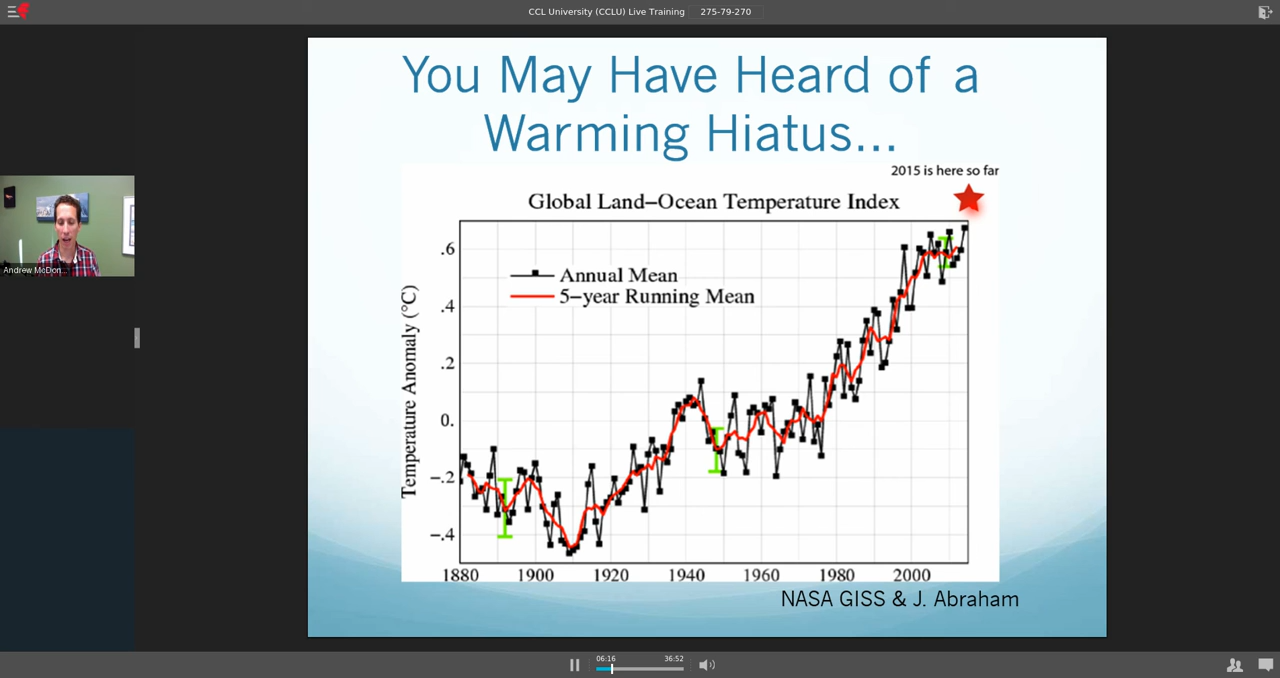 CCL University (CCLU) Live Training 275-79-270
You May Have Heard of a
Warming Hiatus...
2015 is here so far
Global Land–Ocean Temperature Index
Annual Mean
5–year Running Mean
Temperature Anomaly (°C)
.6
.4
.2
0.
–.2
–.4
1880 1900 1920 1940 1960 1980 2000
NASA GISS & J. Abraham
Andrew McDon...
06:16 36:52